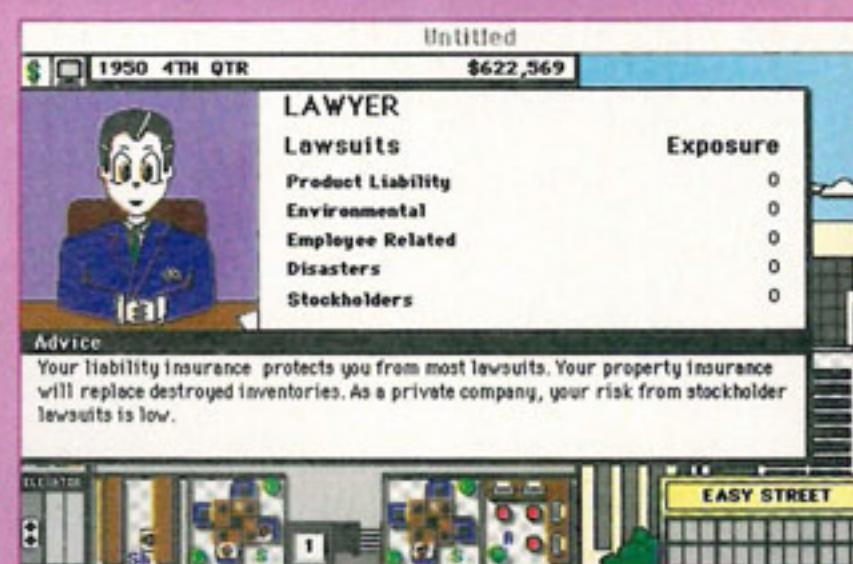 Untitled
$ 1950 4TH QTR $622,569
LAWYER
Lawsuits Exposure
Product Liability 0
Environmental 0
Employee Related 0
Disasters 0
Stockholders 0
Advice
Your liability insurance protects you from most lawsuits. Your property insurance
will replace destroyed inventories. As a private company, your risk from stockholder
lawsuits is low.
EASY STREET
$ 1 $ A